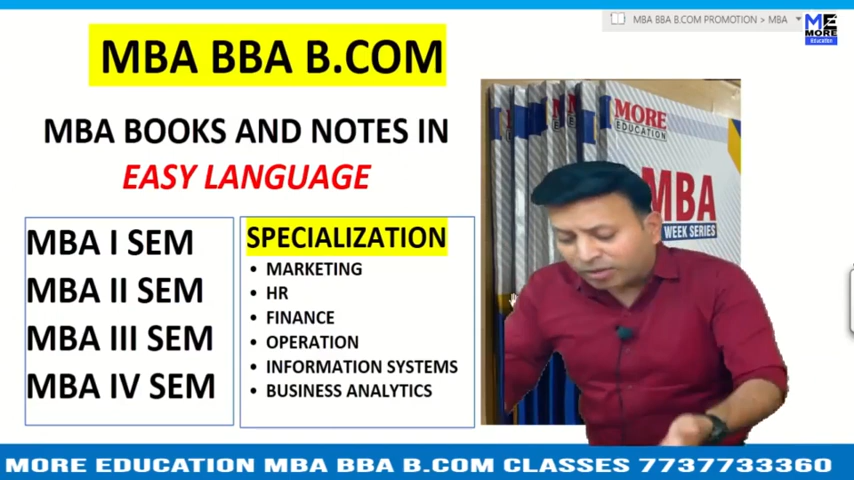 MBA BBA B.COM PROMOTION > MBA
ME
MORE
Education
MBA BBA B.COM
MBA BOOKS AND NOTES IN
EASY LANGUAGE
MBA I SEM
MBA II SEM
MBA III SEM
MBA IV SEM
SPECIALIZATION
• MARKETING
• HR
• FINANCE
• OPERATION
• INFORMATION SYSTEMS
• BUSINESS ANALYTICS
MORE
EDUCATION
MBA
WEEK SERIES
MORE EDUCATION MBA BBA B.COM CLASSES 7737733360